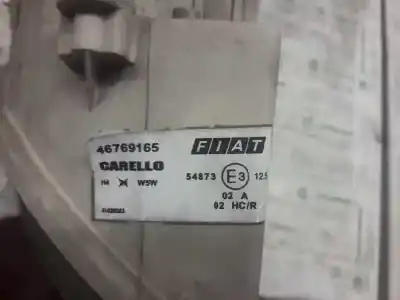 46769165 FIAT
CARELLO
H4 W5W 54873 E3 125
02 A
02 HC/R